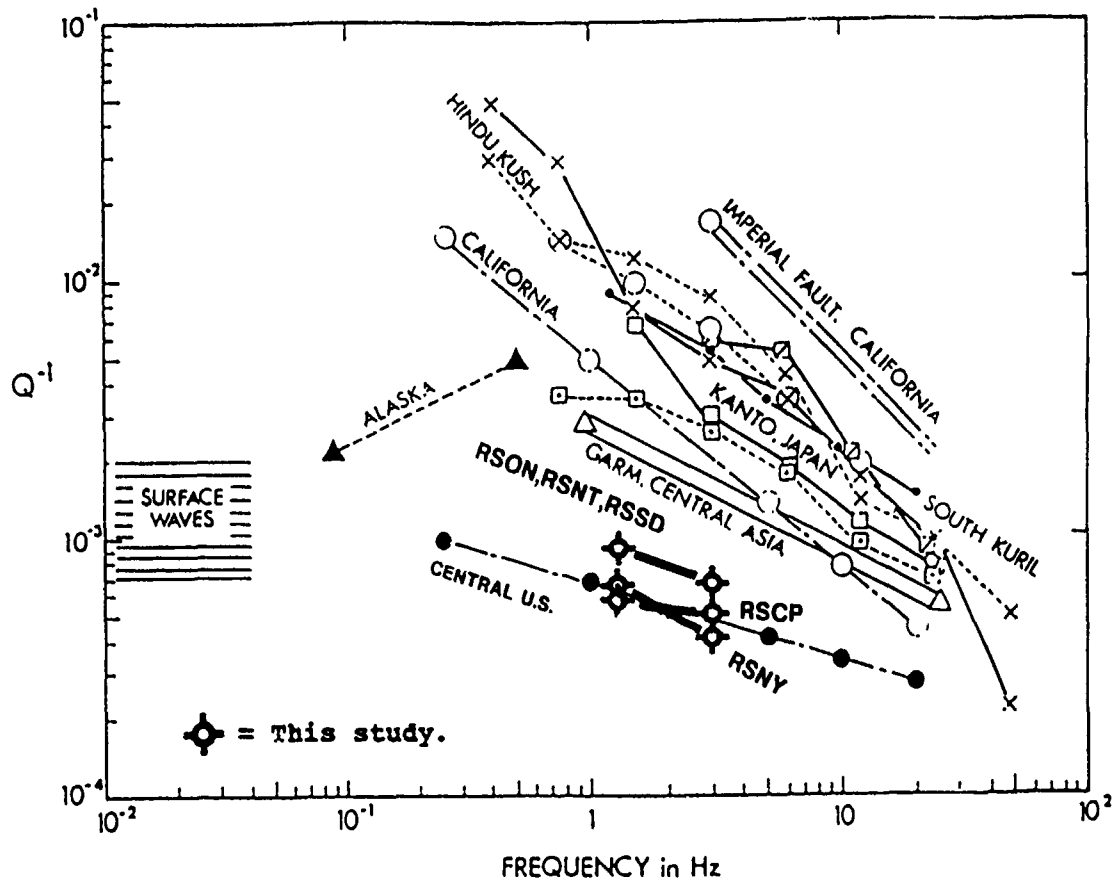 10⁻¹
HINDU KUSH
IMPERIAL FAULT. CALIFORNIA
10⁻²
CALIFORNIA
Q⁻¹
ALASKA
KANTO. JAPAN
GARM. CENTRAL ASIA
RSON,RSNT,RSSD
SOUTH KURIL
SURFACE
WAVES
10⁻³
CENTRAL U.S.
RSCP
RSNY
= This study.
10⁻⁴
10⁻² 10⁻¹ 1 10 10²
FREQUENCY in Hz